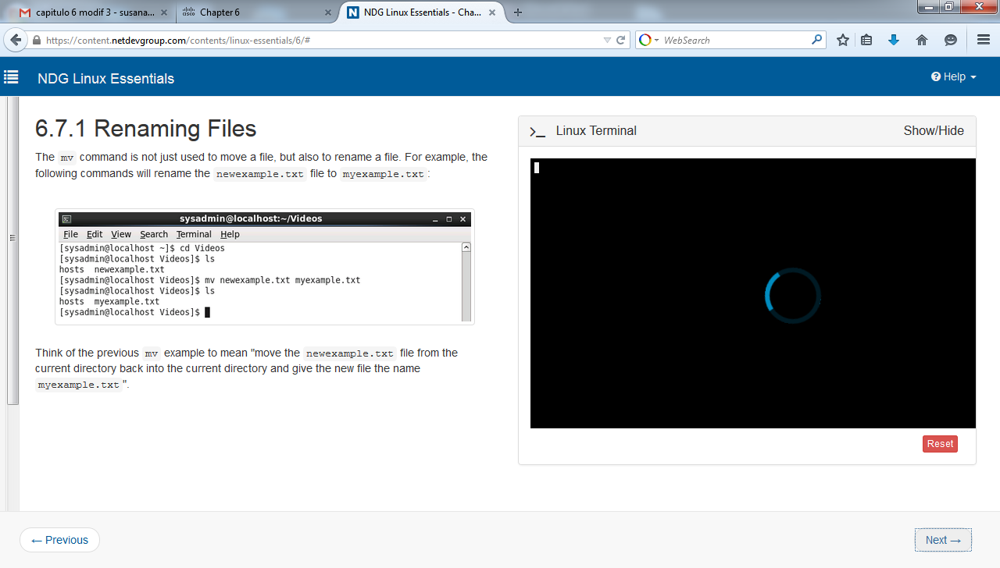 capitulo 6 modif 3 - susana...
Chapter 6
NDG Linux Essentials - Cha...
https://content.netdevgroup.com/contents/linux-essentials/6/#
WebSearch
NDG Linux Essentials
Help
6.7.1 Renaming Files
The mv command is not just used to move a file, but also to rename a file. For example, the
following commands will rename the newexample.txt file to myexample.txt:
sysadmin@localhost:~/Videos
File Edit View Search Terminal Help
[sysadmin@localhost ~]$ cd Videos
[sysadmin@localhost Videos]$ ls
hosts  newexample.txt
[sysadmin@localhost Videos]$ mv newexample.txt myexample.txt
[sysadmin@localhost Videos]$ ls
hosts  myexample.txt
[sysadmin@localhost Videos]$
Think of the previous mv example to mean "move the newexample.txt file from the
current directory back into the current directory and give the new file the name
myexample.txt".
Linux Terminal
Show/Hide
Reset
← Previous
Next →